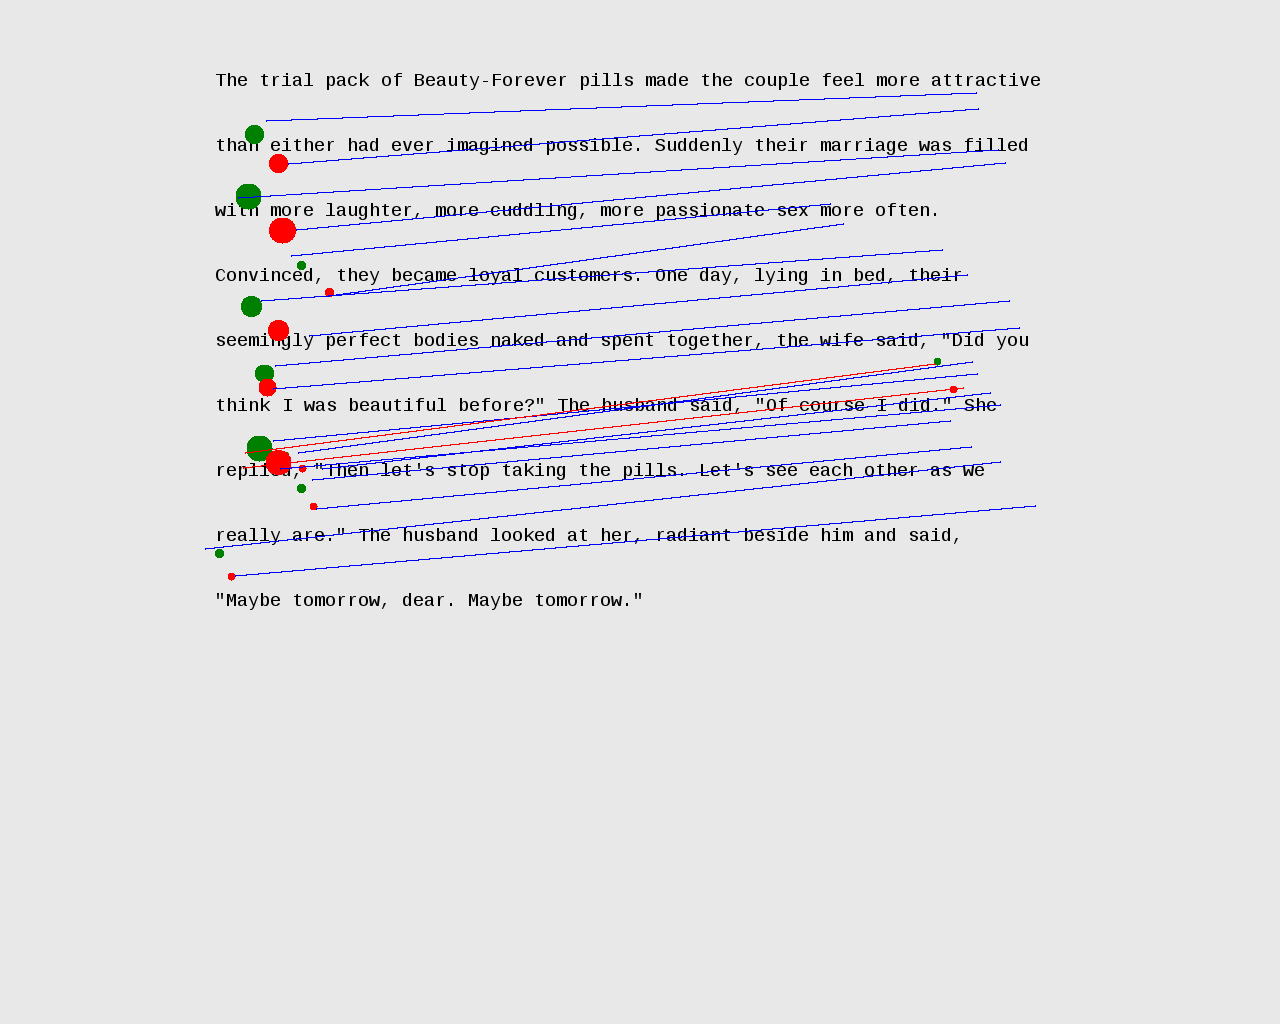 The trial pack of Beauty-Forever pills made the couple feel more attractive
than either had ever imagined possible. Suddenly their marriage was filled
with more laughter, more cuddling, more passionate sex more often.
Convinced, they became loyal customers. One day, lying in bed, their
seemingly perfect bodies naked and spent together, the wife said, "Did you
think I was beautiful before?" The husband said, "Of course I did." She
replied, "Then let's stop taking the pills. Let's see each other as we
really are." The husband looked at her, radiant beside him and said,
"Maybe tomorrow, dear. Maybe tomorrow."